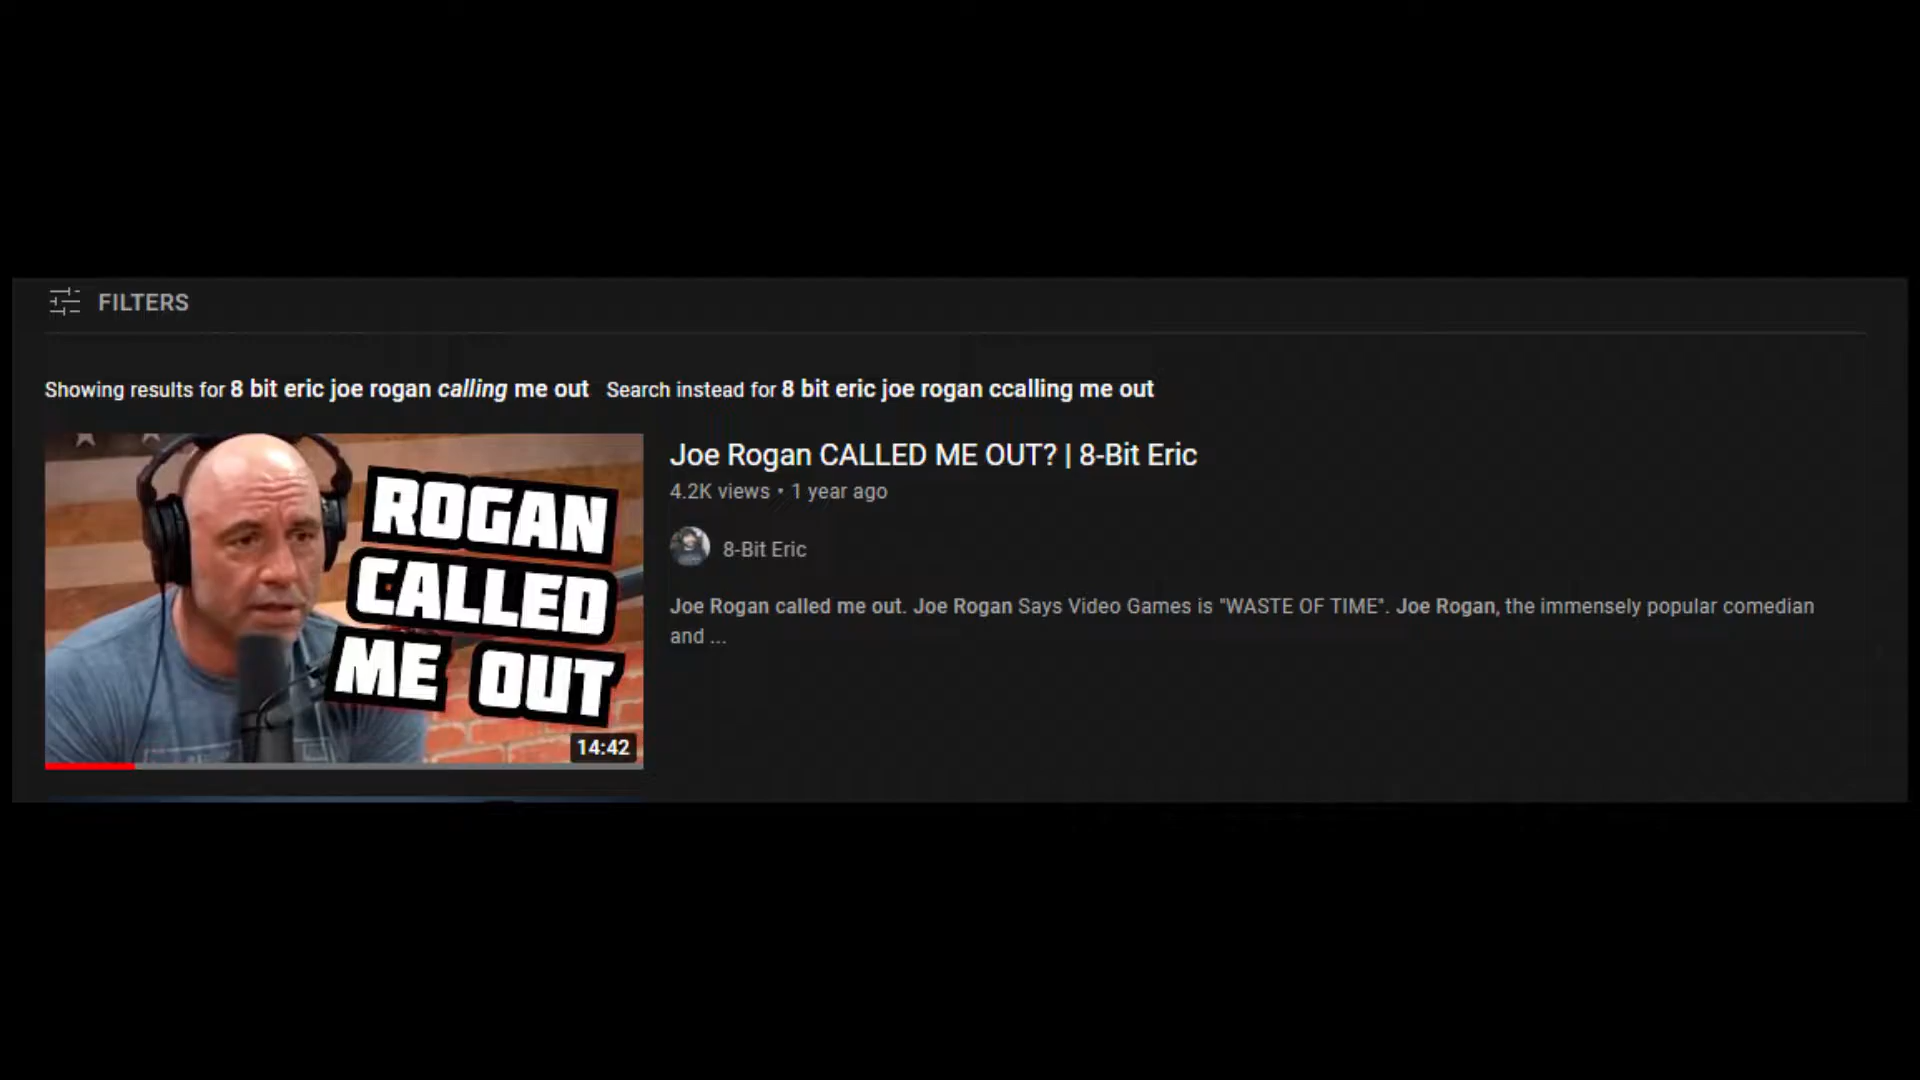 FILTERS
Showing results for 8 bit eric joe rogan calling me out Search instead for 8 bit eric joe rogan ccalling me out
ROGAN
CALLED
ME OUT
14:42
Joe Rogan CALLED ME OUT? | 8-Bit Eric
4.2K views • 1 year ago
8-Bit Eric
Joe Rogan called me out. Joe Rogan Says Video Games is "WASTE OF TIME". Joe Rogan, the immensely popular comedian
and ...